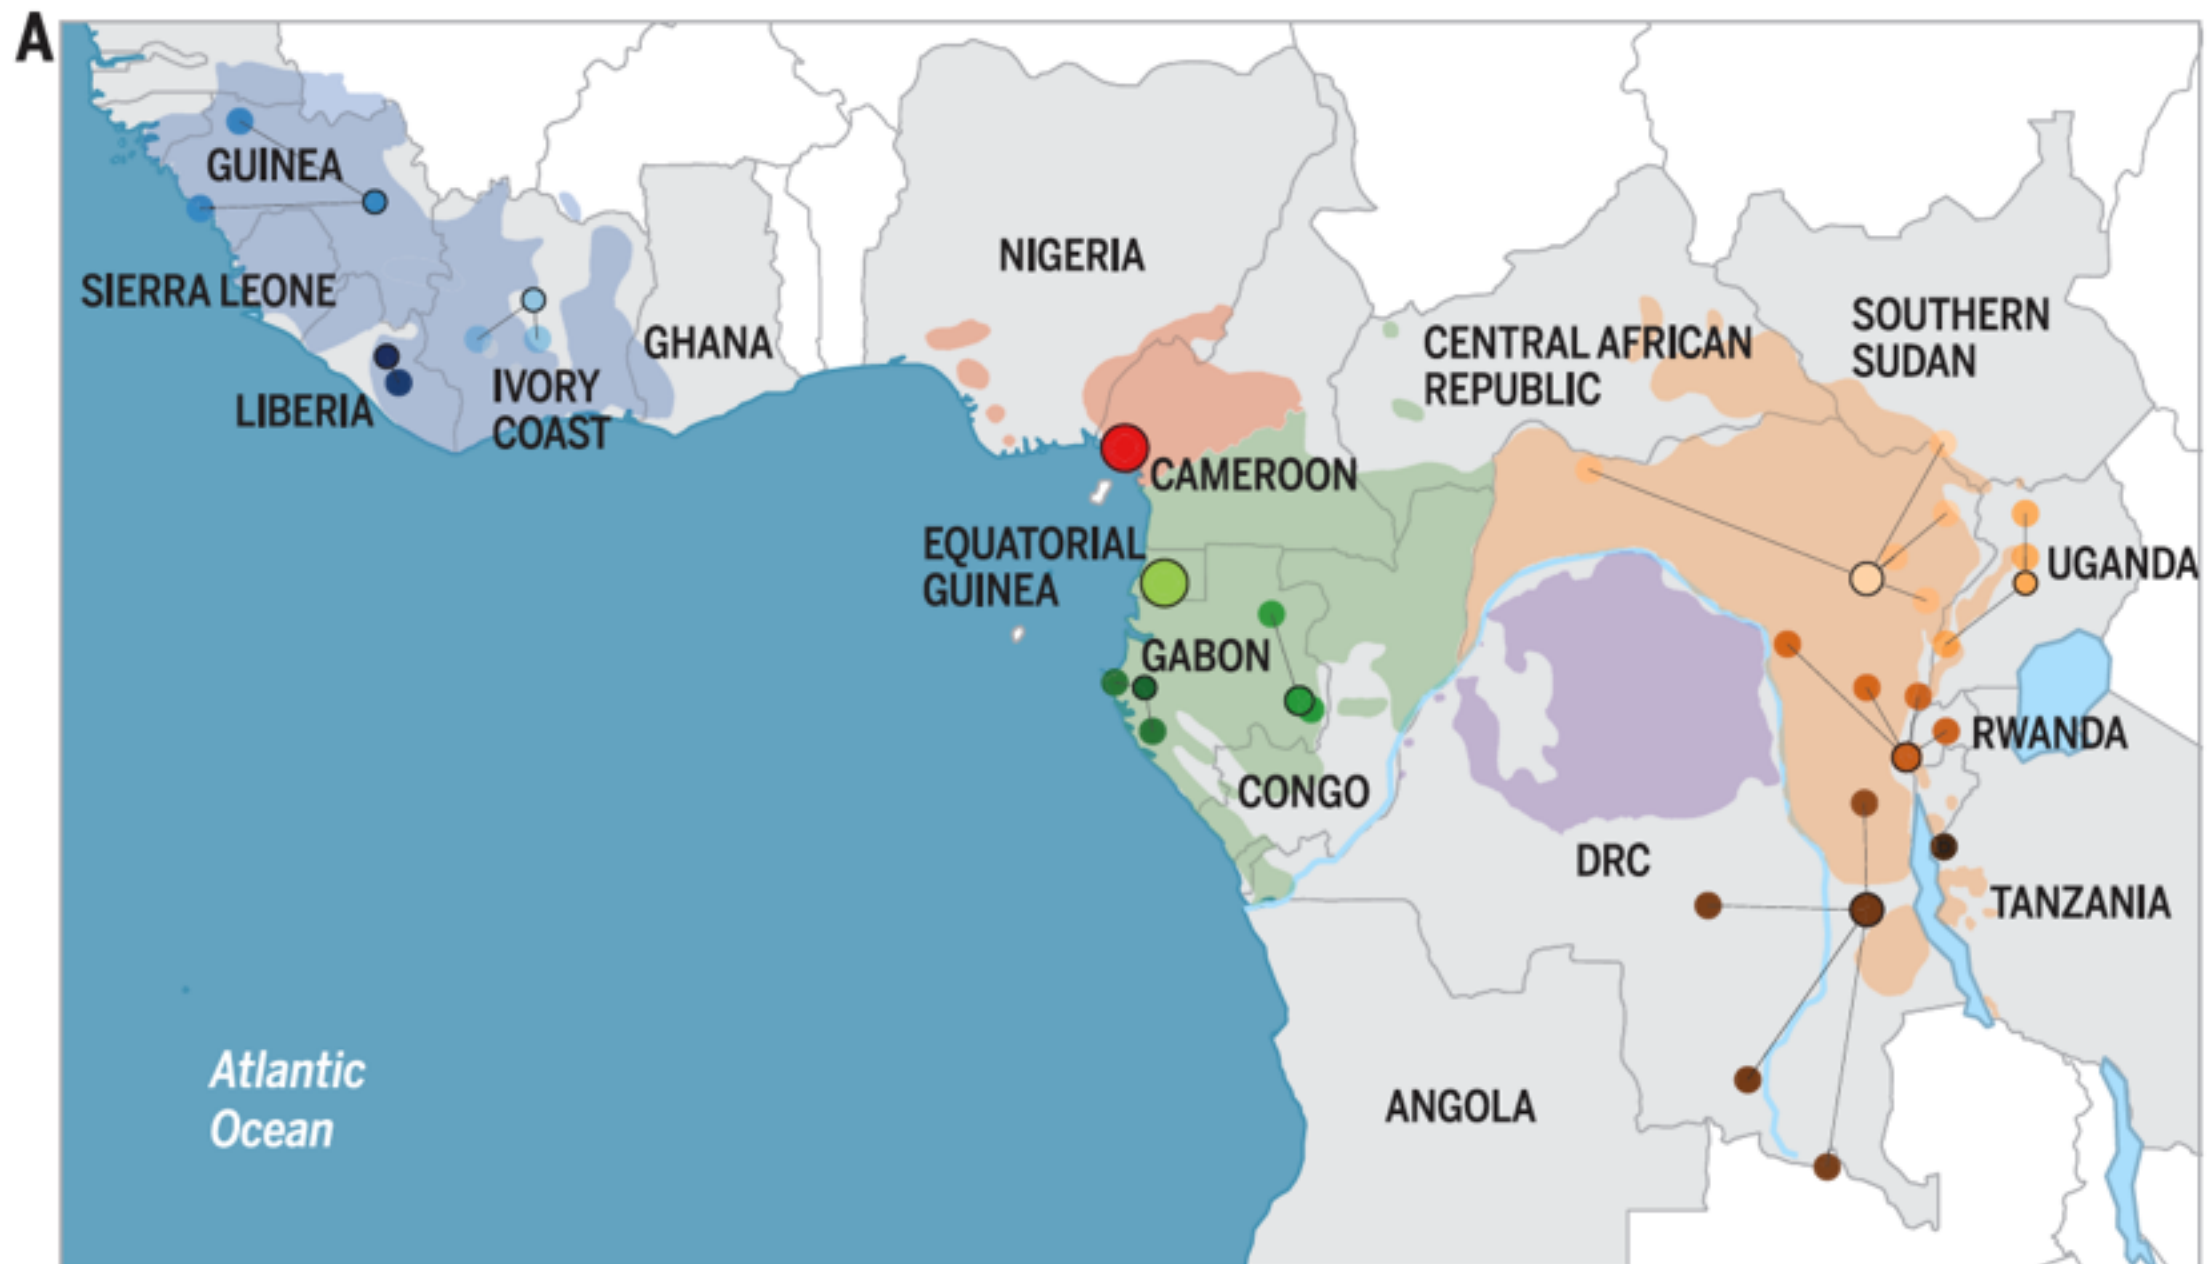 A
GUINEA
SIERRA LEONE
LIBERIA
IVORY
COAST
GHANA
NIGERIA
CAMEROON
EQUATORIAL
GUINEA
GABON
CONGO
CENTRAL AFRICAN
REPUBLIC
SOUTHERN
SUDAN
UGANDA
RWANDA
DRC
TANZANIA
ANGOLA
Atlantic
Ocean